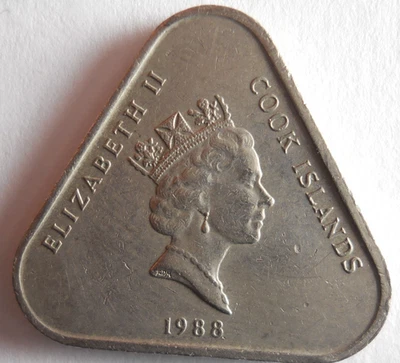 ELIZABETH II
COOK ISLANDS
1988